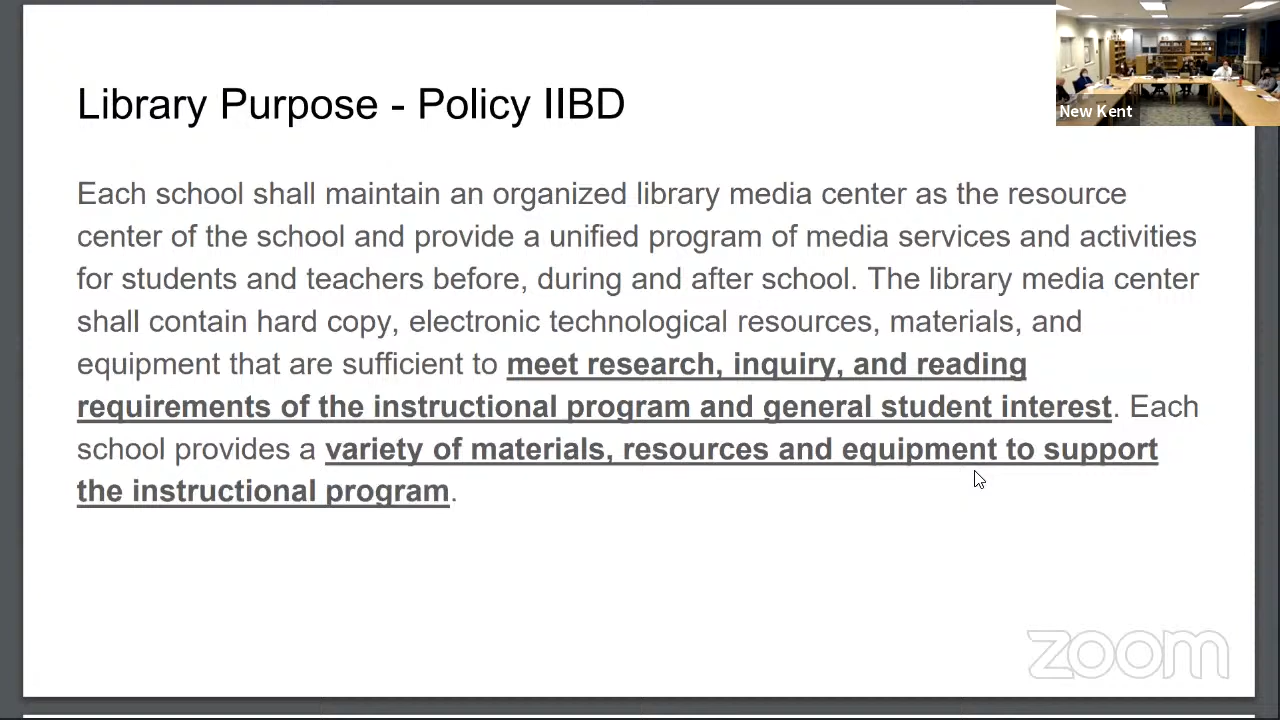 Library Purpose - Policy IIBD
New Kent
Each school shall maintain an organized library media center as the resource
center of the school and provide a unified program of media services and activities
for students and teachers before, during and after school. The library media center
shall contain hard copy, electronic technological resources, materials, and
equipment that are sufficient to meet research, inquiry, and reading
requirements of the instructional program and general student interest. Each
school provides a variety of materials, resources and equipment to support
the instructional program.
zoom